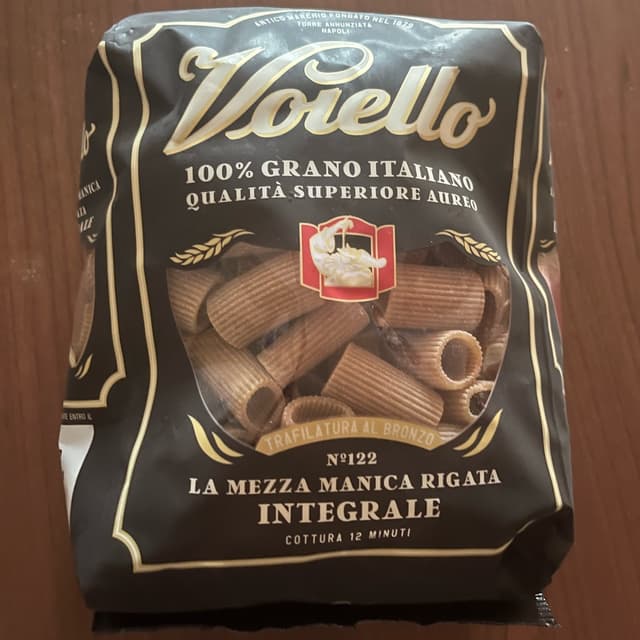 ANTICO MARCHIO FONDATO NEL 1879
TORRE ANNUNZIATA
NAPOLI
Voiello
100% GRANO ITALIANO
QUALITÀ SUPERIORE AUREO
TRAFILATURA AL BRONZO
Nº122
LA MEZZA MANICA RIGATA
INTEGRALE
COTTURA 12 MINUTI